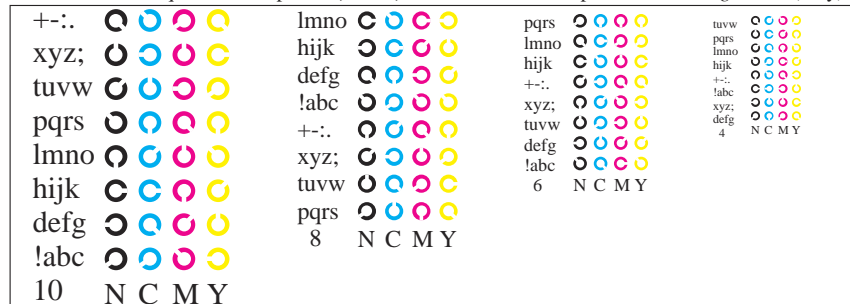 +-:.
xyz;
tuvw
pqrs
lmno
hijk
defg
!abc
10 N C M Y
lmno
hijk
defg
!abc
+-:.
xyz;
tuvw
pqrs
8 N C M Y
pqrs
lmno
hijk
+-:.
xyz;
tuvw
defg
!abc
6 N C M Y
tuvw
pqrs
lmno
hijk
+-:.
!abc
xyz;
defg
4 N C M Y